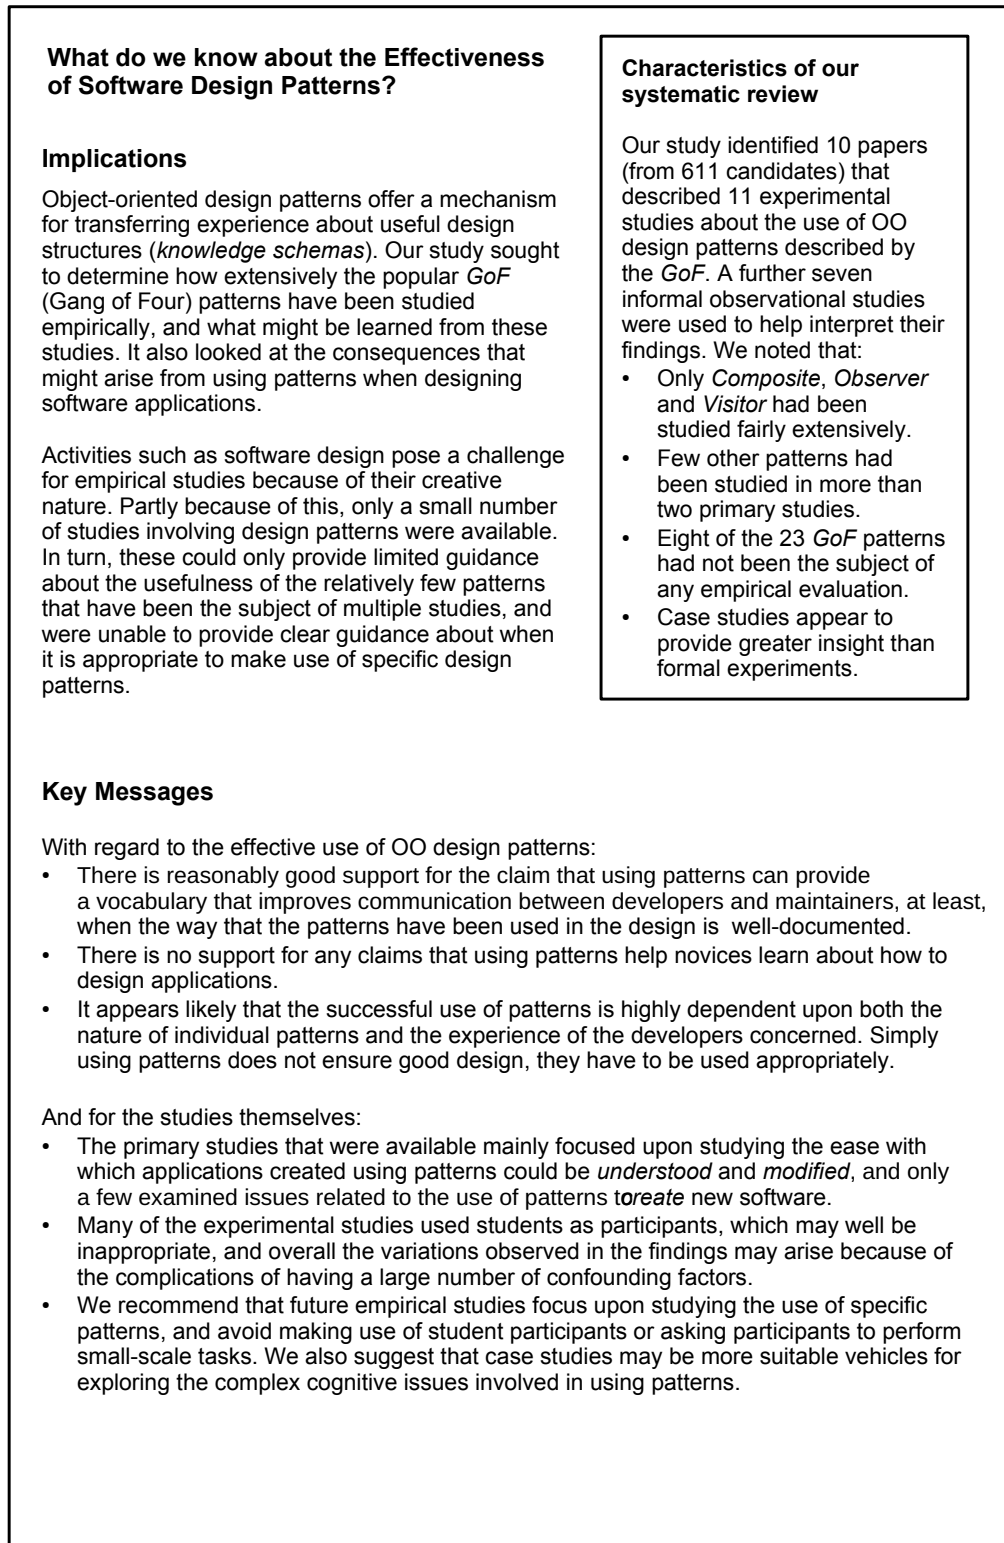 What do we know about the Effectiveness
of Software Design Patterns?
Implications
Object-oriented design patterns offer a mechanism
for transferring experience about useful design
structures (knowledge schemas). Our study sought
to determine how extensively the popular GoF
(Gang of Four) patterns have been studied
empirically, and what might be learned from these
studies. It also looked at the consequences that
might arise from using patterns when designing
software applications.
Activities such as software design pose a challenge
for empirical studies because of their creative
nature. Partly because of this, only a small number
of studies involving design patterns were available.
In turn, these could only provide limited guidance
about the usefulness of the relatively few patterns
that have been the subject of multiple studies, and
were unable to provide clear guidance about when
it is appropriate to make use of specific design
patterns.
Characteristics of our
systematic review
Our study identified 10 papers
(from 611 candidates) that
described 11 experimental
studies about the use of OO
design patterns described by
the GoF. A further seven
informal observational studies
were used to help interpret their
findings. We noted that:
• Only Composite, Observer
and Visitor had been
studied fairly extensively.
• Few other patterns had
been studied in more than
two primary studies.
• Eight of the 23 GoF patterns
had not been the subject of
any empirical evaluation.
• Case studies appear to
provide greater insight than
formal experiments.
Key Messages
With regard to the effective use of OO design patterns:
• There is reasonably good support for the claim that using patterns can provide
a vocabulary that improves communication between developers and maintainers, at least,
when the way that the patterns have been used in the design is well-documented.
• There is no support for any claims that using patterns help novices learn about how to
design applications.
• It appears likely that the successful use of patterns is highly dependent upon both the
nature of individual patterns and the experience of the developers concerned. Simply
using patterns does not ensure good design, they have to be used appropriately.
And for the studies themselves:
• The primary studies that were available mainly focused upon studying the ease with
which applications created using patterns could be understood and modified, and only
a few examined issues related to the use of patterns to create new software.
• Many of the experimental studies used students as participants, which may well be
inappropriate, and overall the variations observed in the findings may arise because of
the complications of having a large number of confounding factors.
• We recommend that future empirical studies focus upon studying the use of specific
patterns, and avoid making use of student participants or asking participants to perform
small-scale tasks. We also suggest that case studies may be more suitable vehicles for
exploring the complex cognitive issues involved in using patterns.